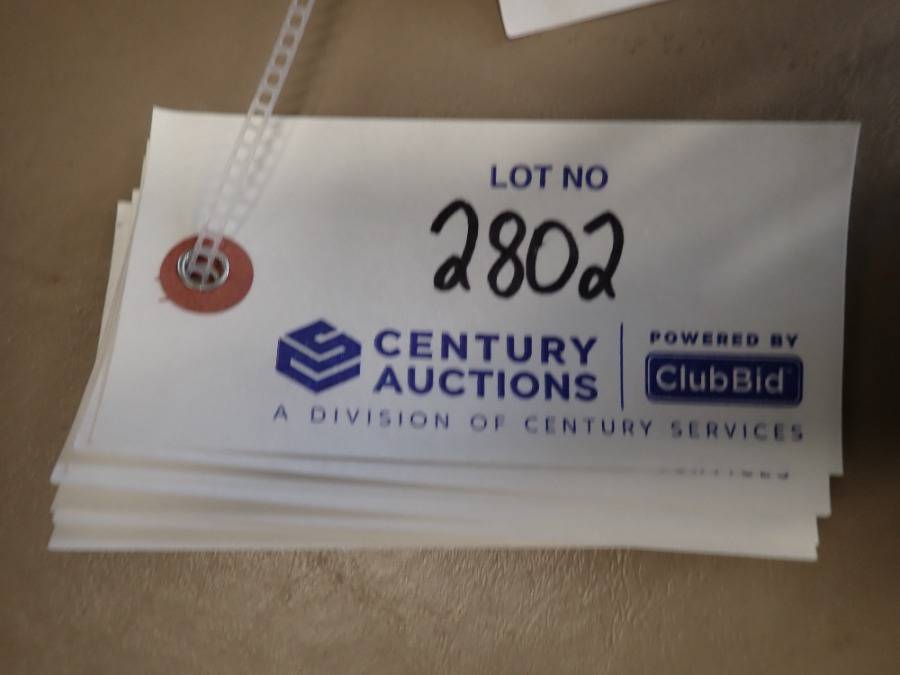 LOT NO
2802
CENTURY
AUCTIONS
POWERED BY
ClubBid
A DIVISION OF CENTURY SERVICES